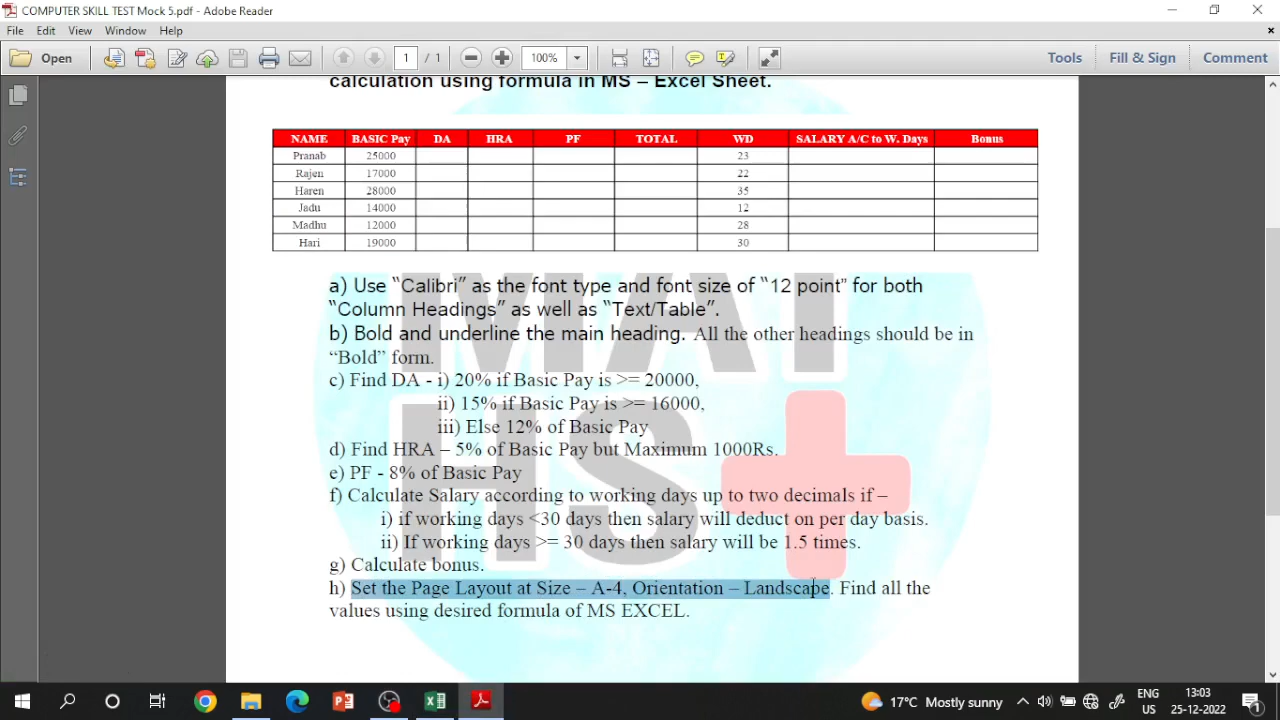 COMPUTER SKILL TEST Mock 5.pdf - Adobe Reader
File Edit View Window Help
Open 1 / 1 100% Tools Fill & Sign Comment
calculation using formula in MS – Excel Sheet.
NAME BASIC Pay DA HRA PF TOTAL WD SALARY A/C to W. Days Bonus
Pranab 25000 23
Rajen 17000 22
Haren 28000 35
Jadu 14000 12
Madhu 12000 28
Hari 19000 30
a) Use “Calibri” as the font type and font size of “12 point” for both
“Column Headings” as well as “Text/Table”.
b) Bold and underline the main heading. All the other headings should be in
“Bold” form.
c) Find DA - i) 20% if Basic Pay is >= 20000,
ii) 15% if Basic Pay is >= 16000,
iii) Else 12% of Basic Pay
d) Find HRA – 5% of Basic Pay but Maximum 1000Rs.
e) PF - 8% of Basic Pay
f) Calculate Salary according to working days up to two decimals if –
i) if working days <30 days then salary will deduct on per day basis.
ii) If working days >= 30 days then salary will be 1.5 times.
g) Calculate bonus.
h) Set the Page Layout at Size – A-4, Orientation – Landscape. Find all the
values using desired formula of MS EXCEL.
MAT
HS+
17°C Mostly sunny ENG 13:03
US 25-12-2022 1